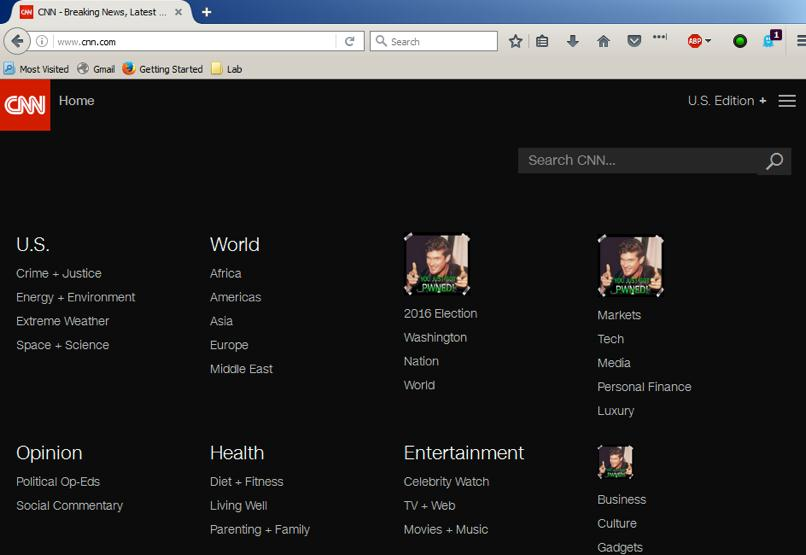 CNN - Breaking News, Latest ...
www.cnn.com
Search
ABP
1
Most Visited
Gmail
Getting Started
Lab
CNN
Home
U.S. Edition +
Search CNN...
U.S.
Crime + Justice
Energy + Environment
Extreme Weather
Space + Science
World
Africa
Americas
Asia
Europe
Middle East
YOU JUST GOT
PWNED!
2016 Election
Washington
Nation
World
YOU JUST GOT
PWNED!
Markets
Tech
Media
Personal Finance
Luxury
Opinion
Political Op-Eds
Social Commentary
Health
Diet + Fitness
Living Well
Parenting + Family
Entertainment
Celebrity Watch
TV + Web
Movies + Music
Business
Culture
Gadgets